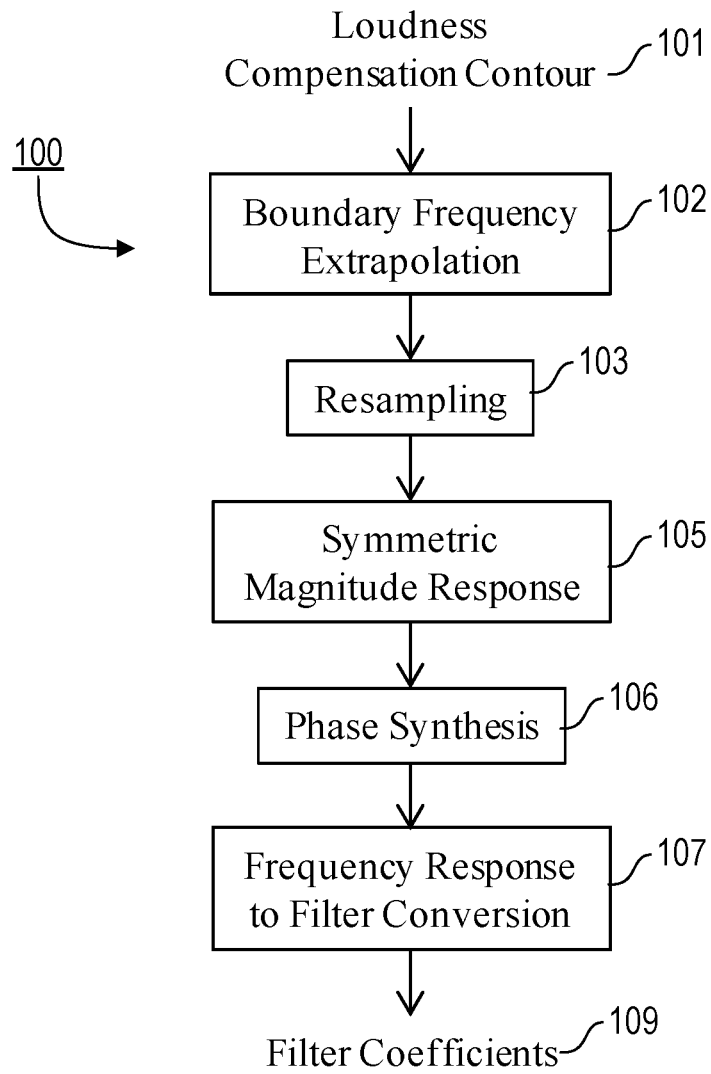 Loudness
Compensation Contour
101
100
Boundary Frequency
Extrapolation
102
Resampling
103
Symmetric
Magnitude Response
105
Phase Synthesis
106
Frequency Response
to Filter Conversion
107
Filter Coefficients
109